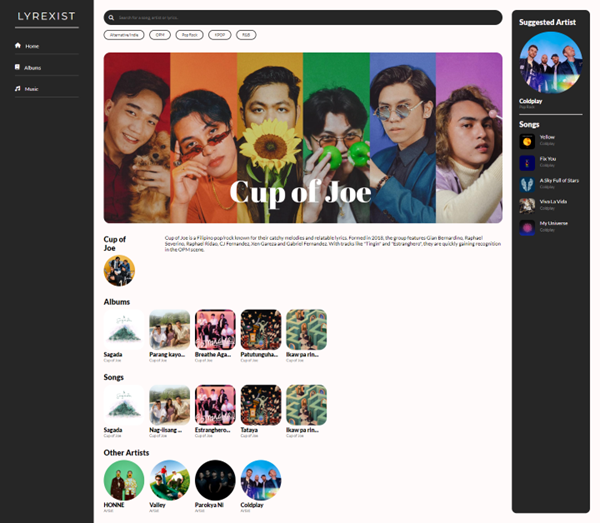 LYREXIST
Home
Albums
Music
Search for a song, artist or lyrics...
Alternative/Indie
OPM
Pop Rock
KPOP
R&B
Cup of Joe
Cup of
Joe
Cup of Joe is a Filipino pop/rock known for their catchy melodies and relatable lyrics. Formed in 2018, the group features Gian Bernardino, Raphael
Severino, Raphael Ridao, CJ Fernandez, Xen Gareza and Gabriel Fernandez. With tracks like "Tingin" and "Estranghero", they are quickly gaining recognition
in the OPM scene.
Albums
Sagada
Cup of Joe
Parang kayo...
Cup of Joe
Breathe Aga...
Cup of Joe
Patutunguha...
Cup of Joe
Ikaw pa rin...
Cup of Joe
Songs
Sagada
Cup of Joe
Nag-iisang ...
Cup of Joe
Estranghero...
Cup of Joe
Tataya
Cup of Joe
Ikaw pa rin...
Cup of Joe
Other Artists
HONNE
Artist
Valley
Artist
Parokya Ni
Artist
Coldplay
Artist
Suggested Artist
Coldplay
Pop Rock
Songs
Yellow
Coldplay
Fix You
Coldplay
A Sky Full of Stars
Coldplay
Viva La Vida
Coldplay
My Universe
Coldplay